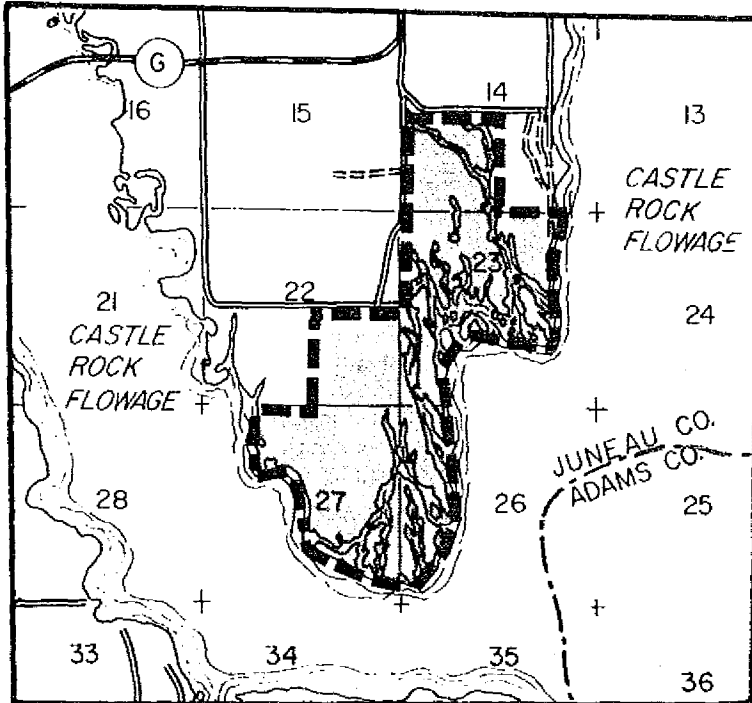 G
16
15
14
13
CASTLE
ROCK
FLOWAGE
21
22
23
24
CASTLE
ROCK
FLOWAGE
JUNEAU CO.
ADAMS CO.
28
27
26
25
33
34
35
36